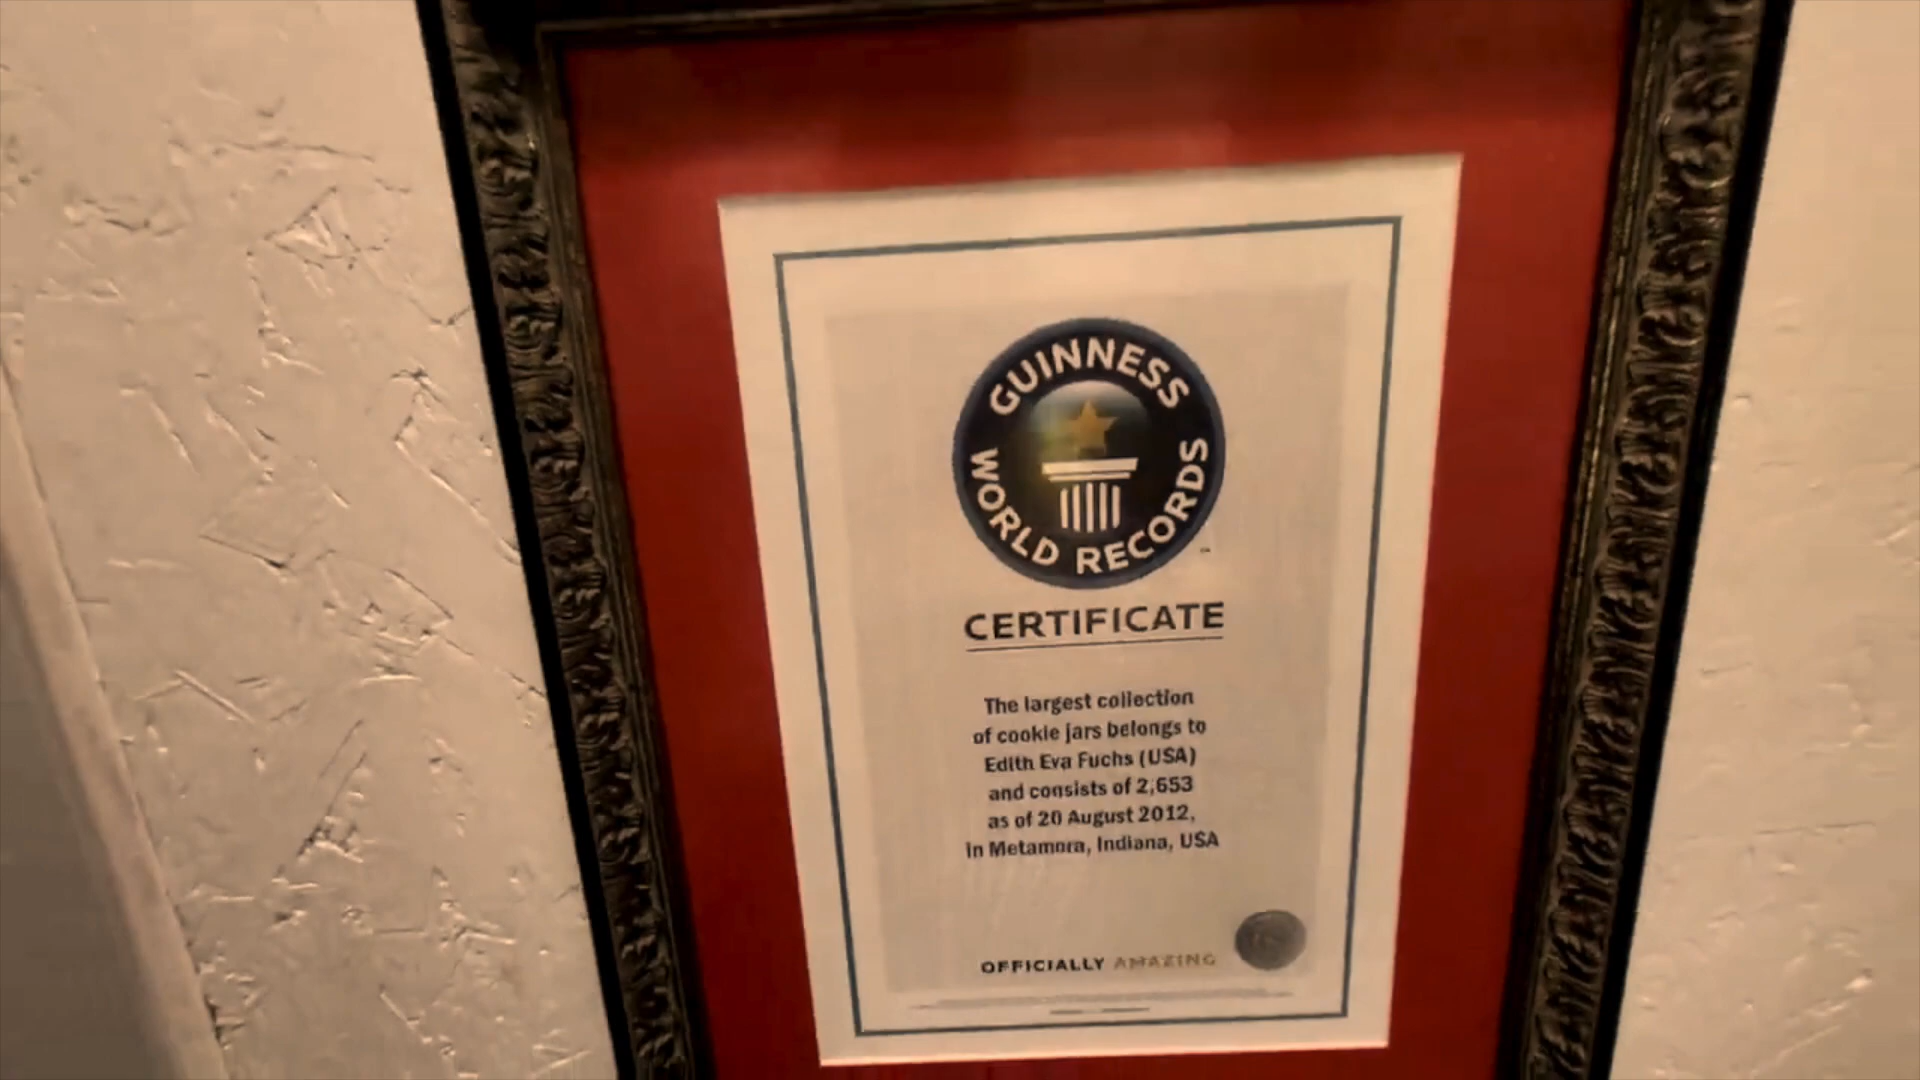 GUINNESS
WORLD RECORDS
CERTIFICATE
The largest collection
of cookie jars belongs to
Edith Eva Fuchs (USA)
and consists of 2,653
as of 20 August 2012,
in Metamora, Indiana, USA
OFFICIALLY AMAZING